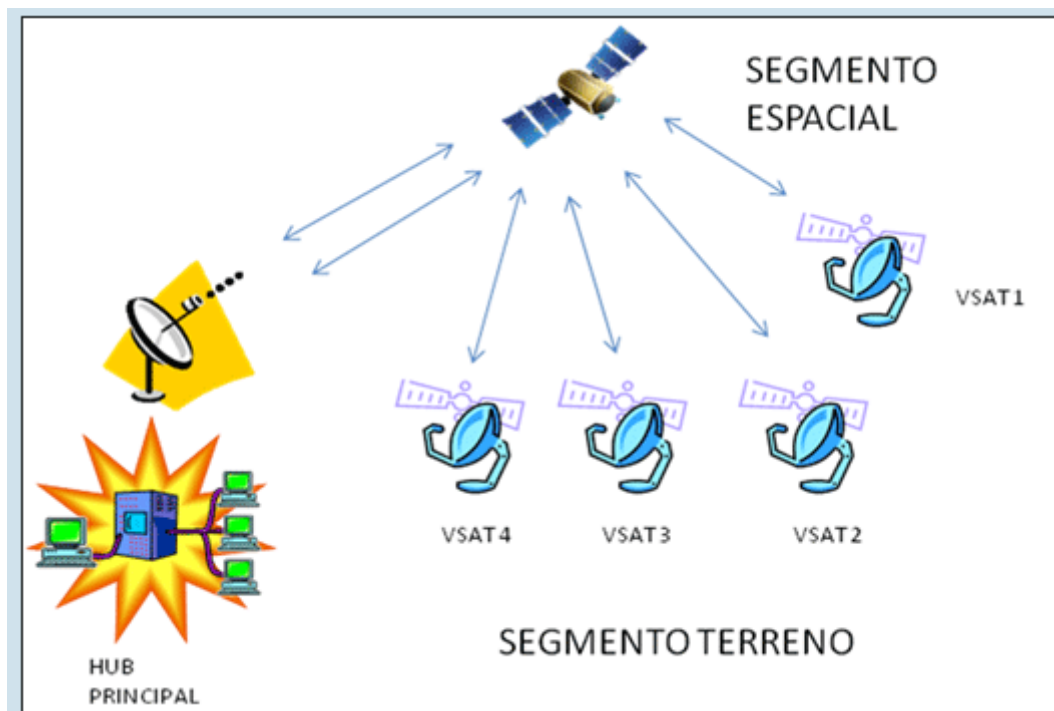 SEGMENTO
ESPACIAL
VSAT1
VSAT4
VSAT3
VSAT2
SEGMENTO TERRENO
HUB
PRINCIPAL